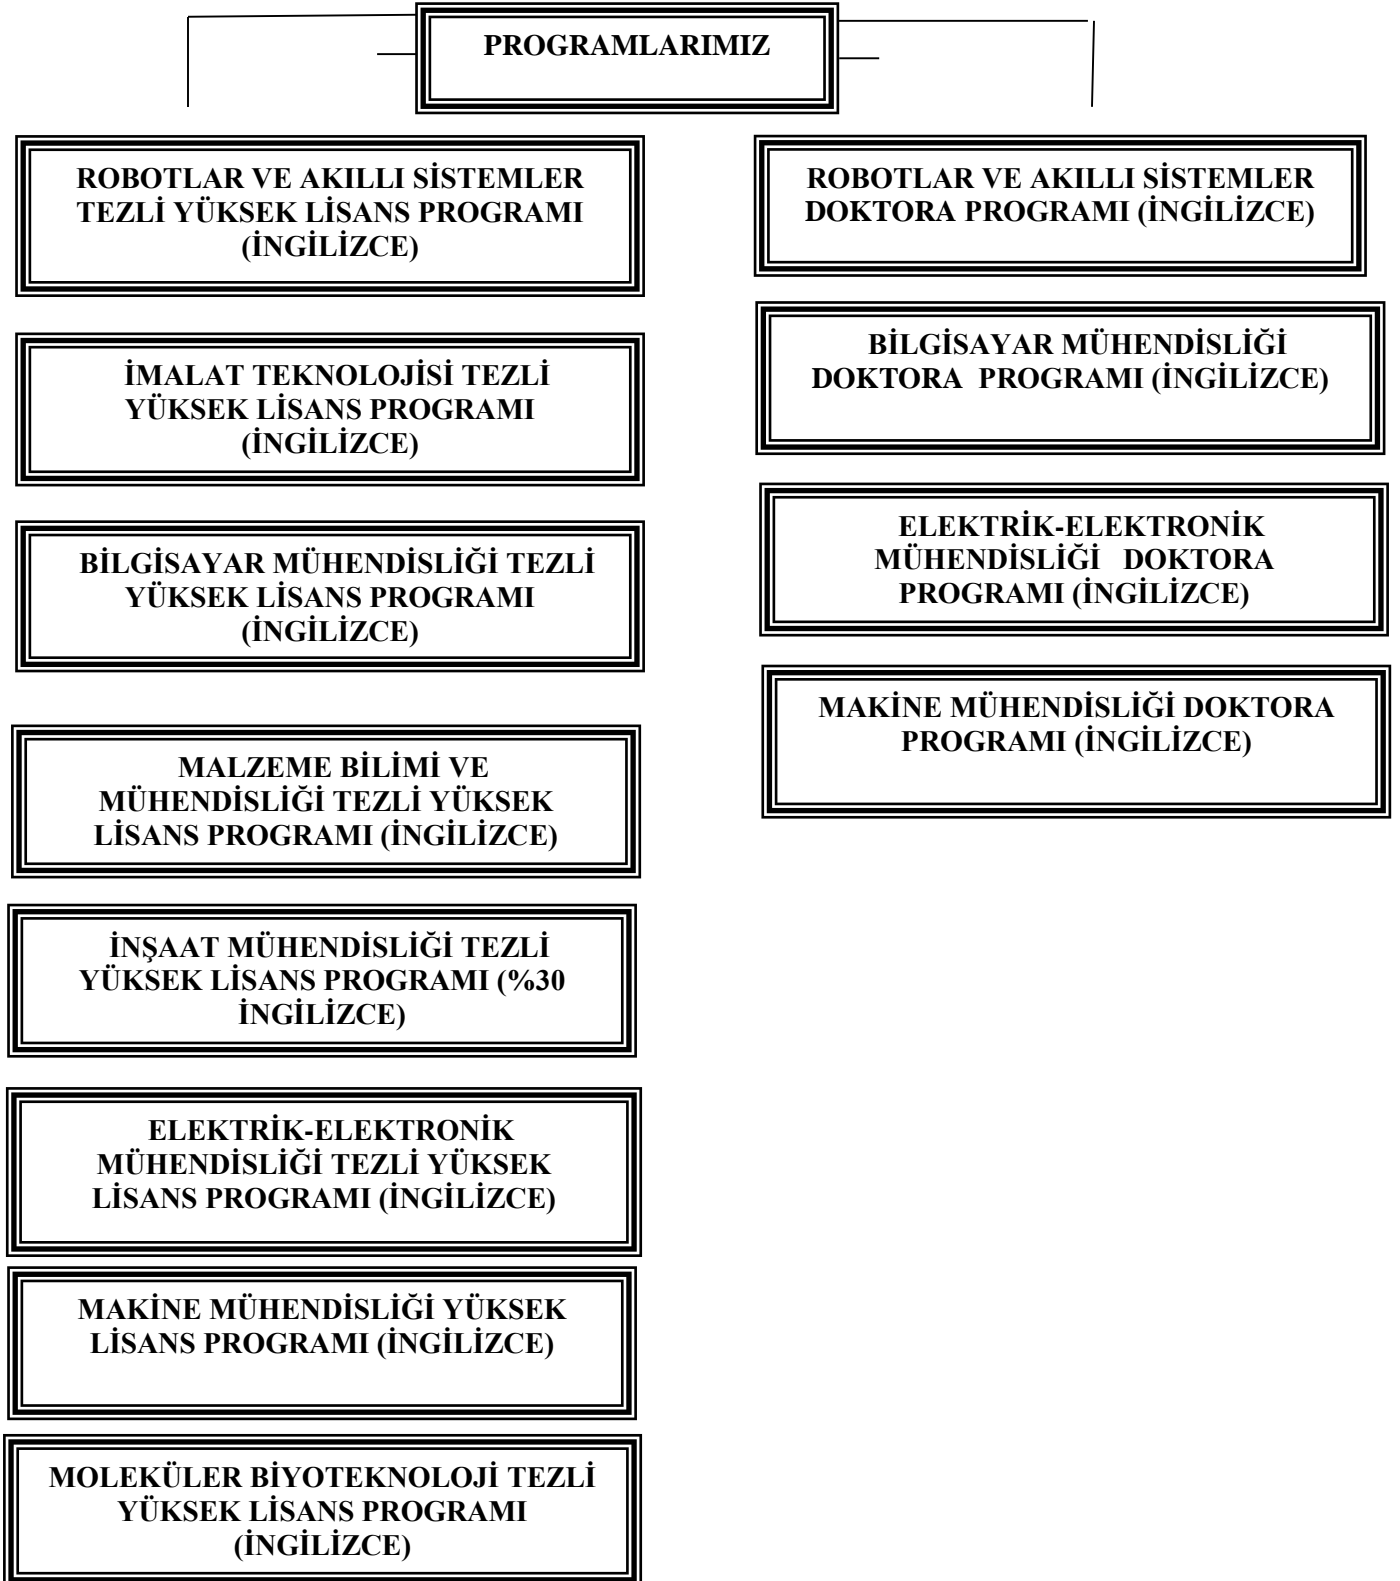 PROGRAMLARIMIZ
ROBOTLAR VE AKILLI SİSTEMLER
TEZLİ YÜKSEK LİSANS PROGRAMI
(İNGİLİZCE)
İMALAT TEKNOLOJİSİ TEZLİ
YÜKSEK LİSANS PROGRAMI
(İNGİLİZCE)
BİLGİSAYAR MÜHENDİSLİĞİ TEZLİ
YÜKSEK LİSANS PROGRAMI
(İNGİLİZCE)
MALZEME BİLİMİ VE
MÜHENDİSLİĞİ TEZLİ YÜKSEK
LİSANS PROGRAMI (İNGİLİZCE)
İNŞAAT MÜHENDİSLİĞİ TEZLİ
YÜKSEK LİSANS PROGRAMI (%30
İNGİLİZCE)
ELEKTRİK-ELEKTRONİK
MÜHENDİSLİĞİ TEZLİ YÜKSEK
LİSANS PROGRAMI (İNGİLİZCE)
MAKİNE MÜHENDİSLİĞİ YÜKSEK
LİSANS PROGRAMI (İNGİLİZCE)
MOLEKÜLER BİYOTEKNOLOJİ TEZLİ
YÜKSEK LİSANS PROGRAMI
(İNGİLİZCE)
ROBOTLAR VE AKILLI SİSTEMLER
DOKTORA PROGRAMI (İNGİLİZCE)
BİLGİSAYAR MÜHENDİSLİĞİ
DOKTORA PROGRAMI (İNGİLİZCE)
ELEKTRİK-ELEKTRONİK
MÜHENDİSLİĞİ DOKTORA
PROGRAMI (İNGİLİZCE)
MAKİNE MÜHENDİSLİĞİ DOKTORA
PROGRAMI (İNGİLİZCE)